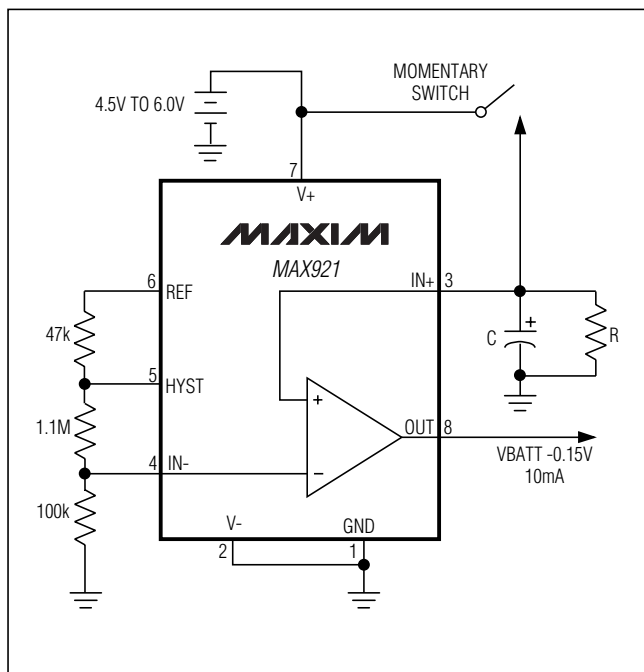 MOMENTARY
SWITCH
4.5V TO 6.0V
7
V+
MAXIM
MAX921
6
REF
IN+
3
47k
C
+
R
5
HYST
1.1M
+
OUT
8
4
IN-
−
VBATT -0.15V
10mA
100k
V-
GND
2
1